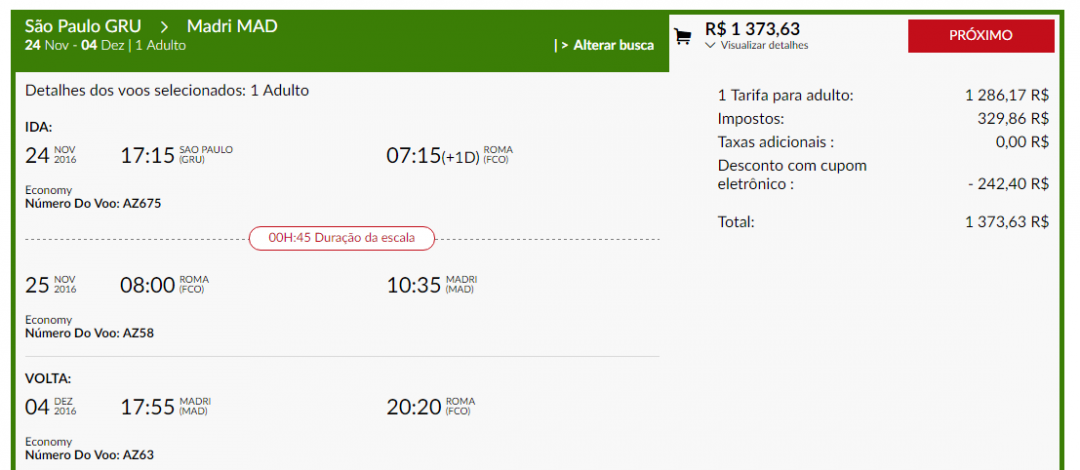 São Paulo GRU > Madri MAD
24 Nov - 04 Dez | 1 Adulto
| > Alterar busca
R$ 1 373,63
Visualizar detalhes
PRÓXIMO
Detalhes dos voos selecionados: 1 Adulto
IDA:
24 NOV 2016 17:15 SAO PAULO (GRU) 07:15(+1D) ROMA (FCO)
Economy
Número Do Voo: AZ675
00H:45 Duração da escala
25 NOV 2016 08:00 ROMA (FCO) 10:35 MADRI (MAD)
Economy
Número Do Voo: AZ58
VOLTA:
04 DEZ 2016 17:55 MADRI (MAD) 20:20 ROMA (FCO)
Economy
Número Do Voo: AZ63
1 Tarifa para adulto: 1 286,17 R$
Impostos: 329,86 R$
Taxas adicionais : 0,00 R$
Desconto com cupom
eletrônico : - 242,40 R$
Total: 1 373,63 R$